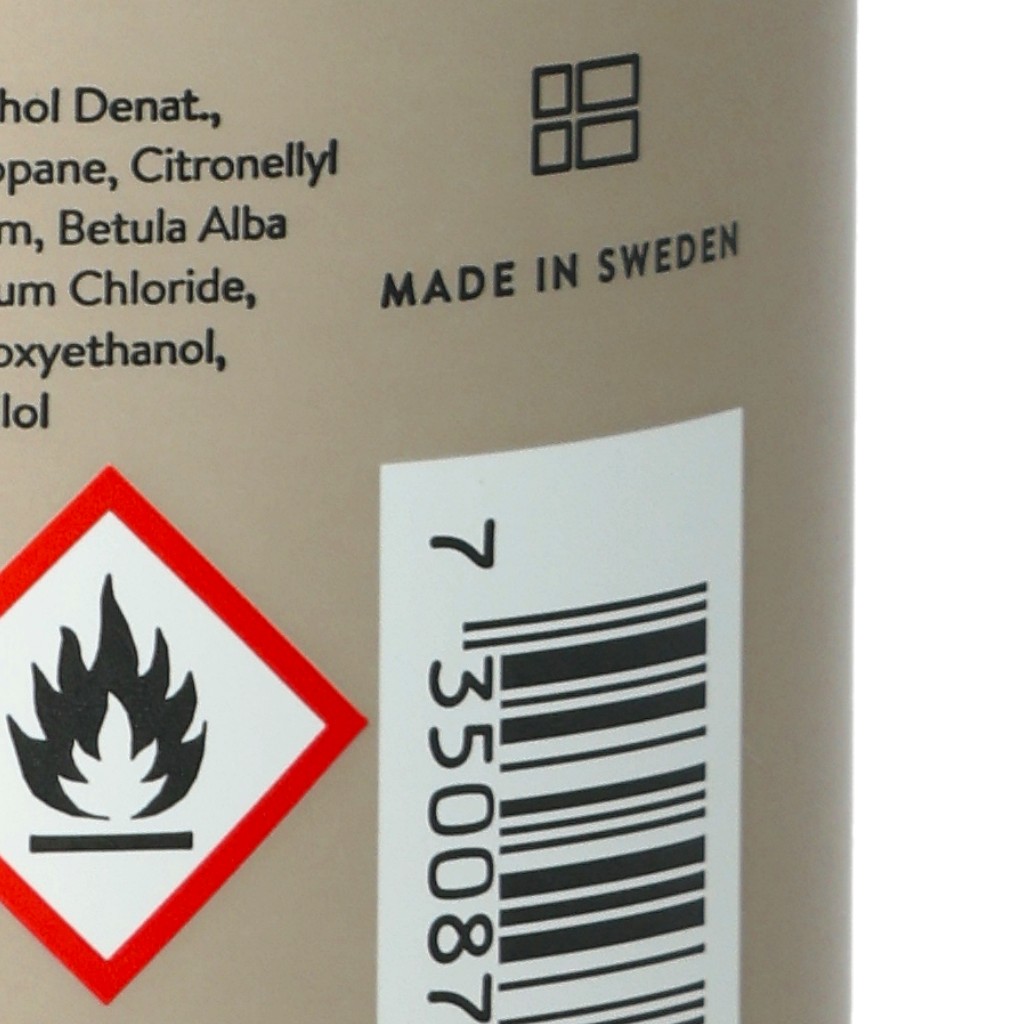 hol Denat.,
opane, Citronellyl
m, Betula Alba
um Chloride,
oxyethanol,
lol
MADE IN SWEDEN
7 350087